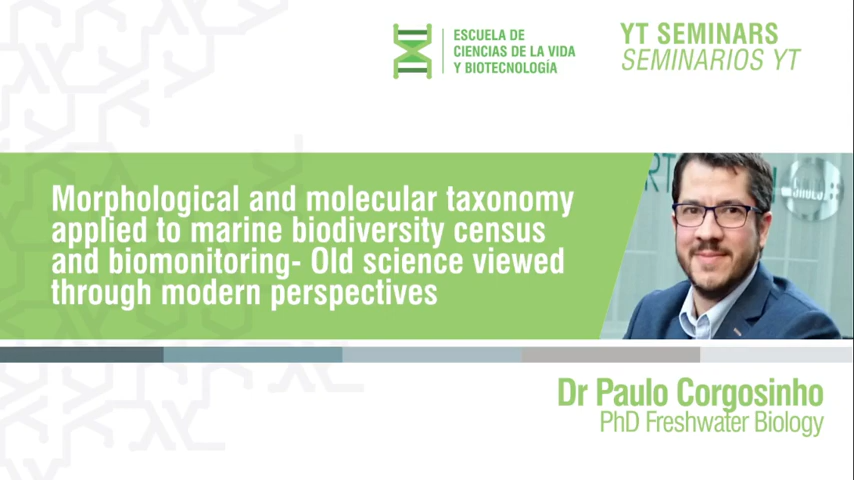 ESCUELA DE
CIENCIAS DE LA VIDA
Y BIOTECNOLOGÍA
YT SEMINARS
SEMINARIOS YT
Morphological and molecular taxonomy
applied to marine biodiversity census
and biomonitoring- Old science viewed
through modern perspectives
Dr Paulo Corgosinho
PhD Freshwater Biology